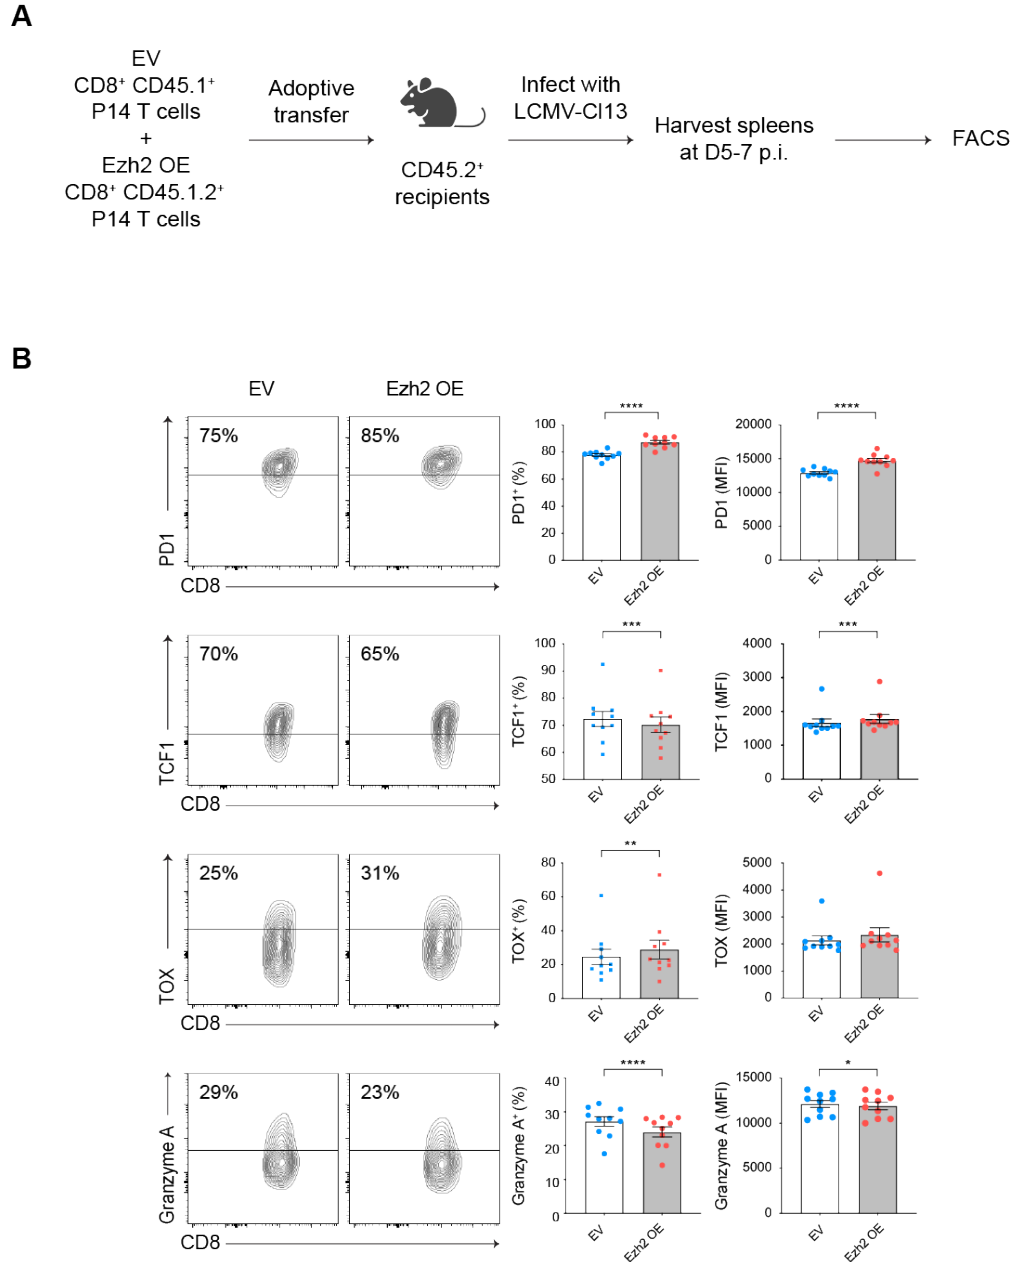 A
EV
CD8⁺ CD45.1⁺
P14 T cells
+
Ezh2 OE
CD8⁺ CD45.1.2⁺
P14 T cells
Adoptive
transfer
CD45.2⁺
recipients
Infect with
LCMV-Cl13
Harvest spleens
at D5-7 p.i.
FACS
B
EV
Ezh2 OE
75%
85%
PD1
CD8
****
PD1⁺ (%)
100
80
60
40
20
0
EV
Ezh2 OE
****
PD1 (MFI)
20000
15000
10000
5000
0
EV
Ezh2 OE
70%
65%
TCF1
CD8
***
TCF1⁺ (%)
100
90
80
70
60
50
EV
Ezh2 OE
***
TCF1 (MFI)
4000
3000
2000
1000
0
EV
Ezh2 OE
25%
31%
TOX
CD8
**
TOX⁺ (%)
80
60
40
20
0
EV
Ezh2 OE
TOX (MFI)
5000
4000
3000
2000
1000
0
EV
Ezh2 OE
29%
23%
Granzyme A
CD8
****
Granzyme A⁺ (%)
40
30
20
10
0
EV
Ezh2 OE
*
Granzyme A (MFI)
15000
10000
5000
0
EV
Ezh2 OE